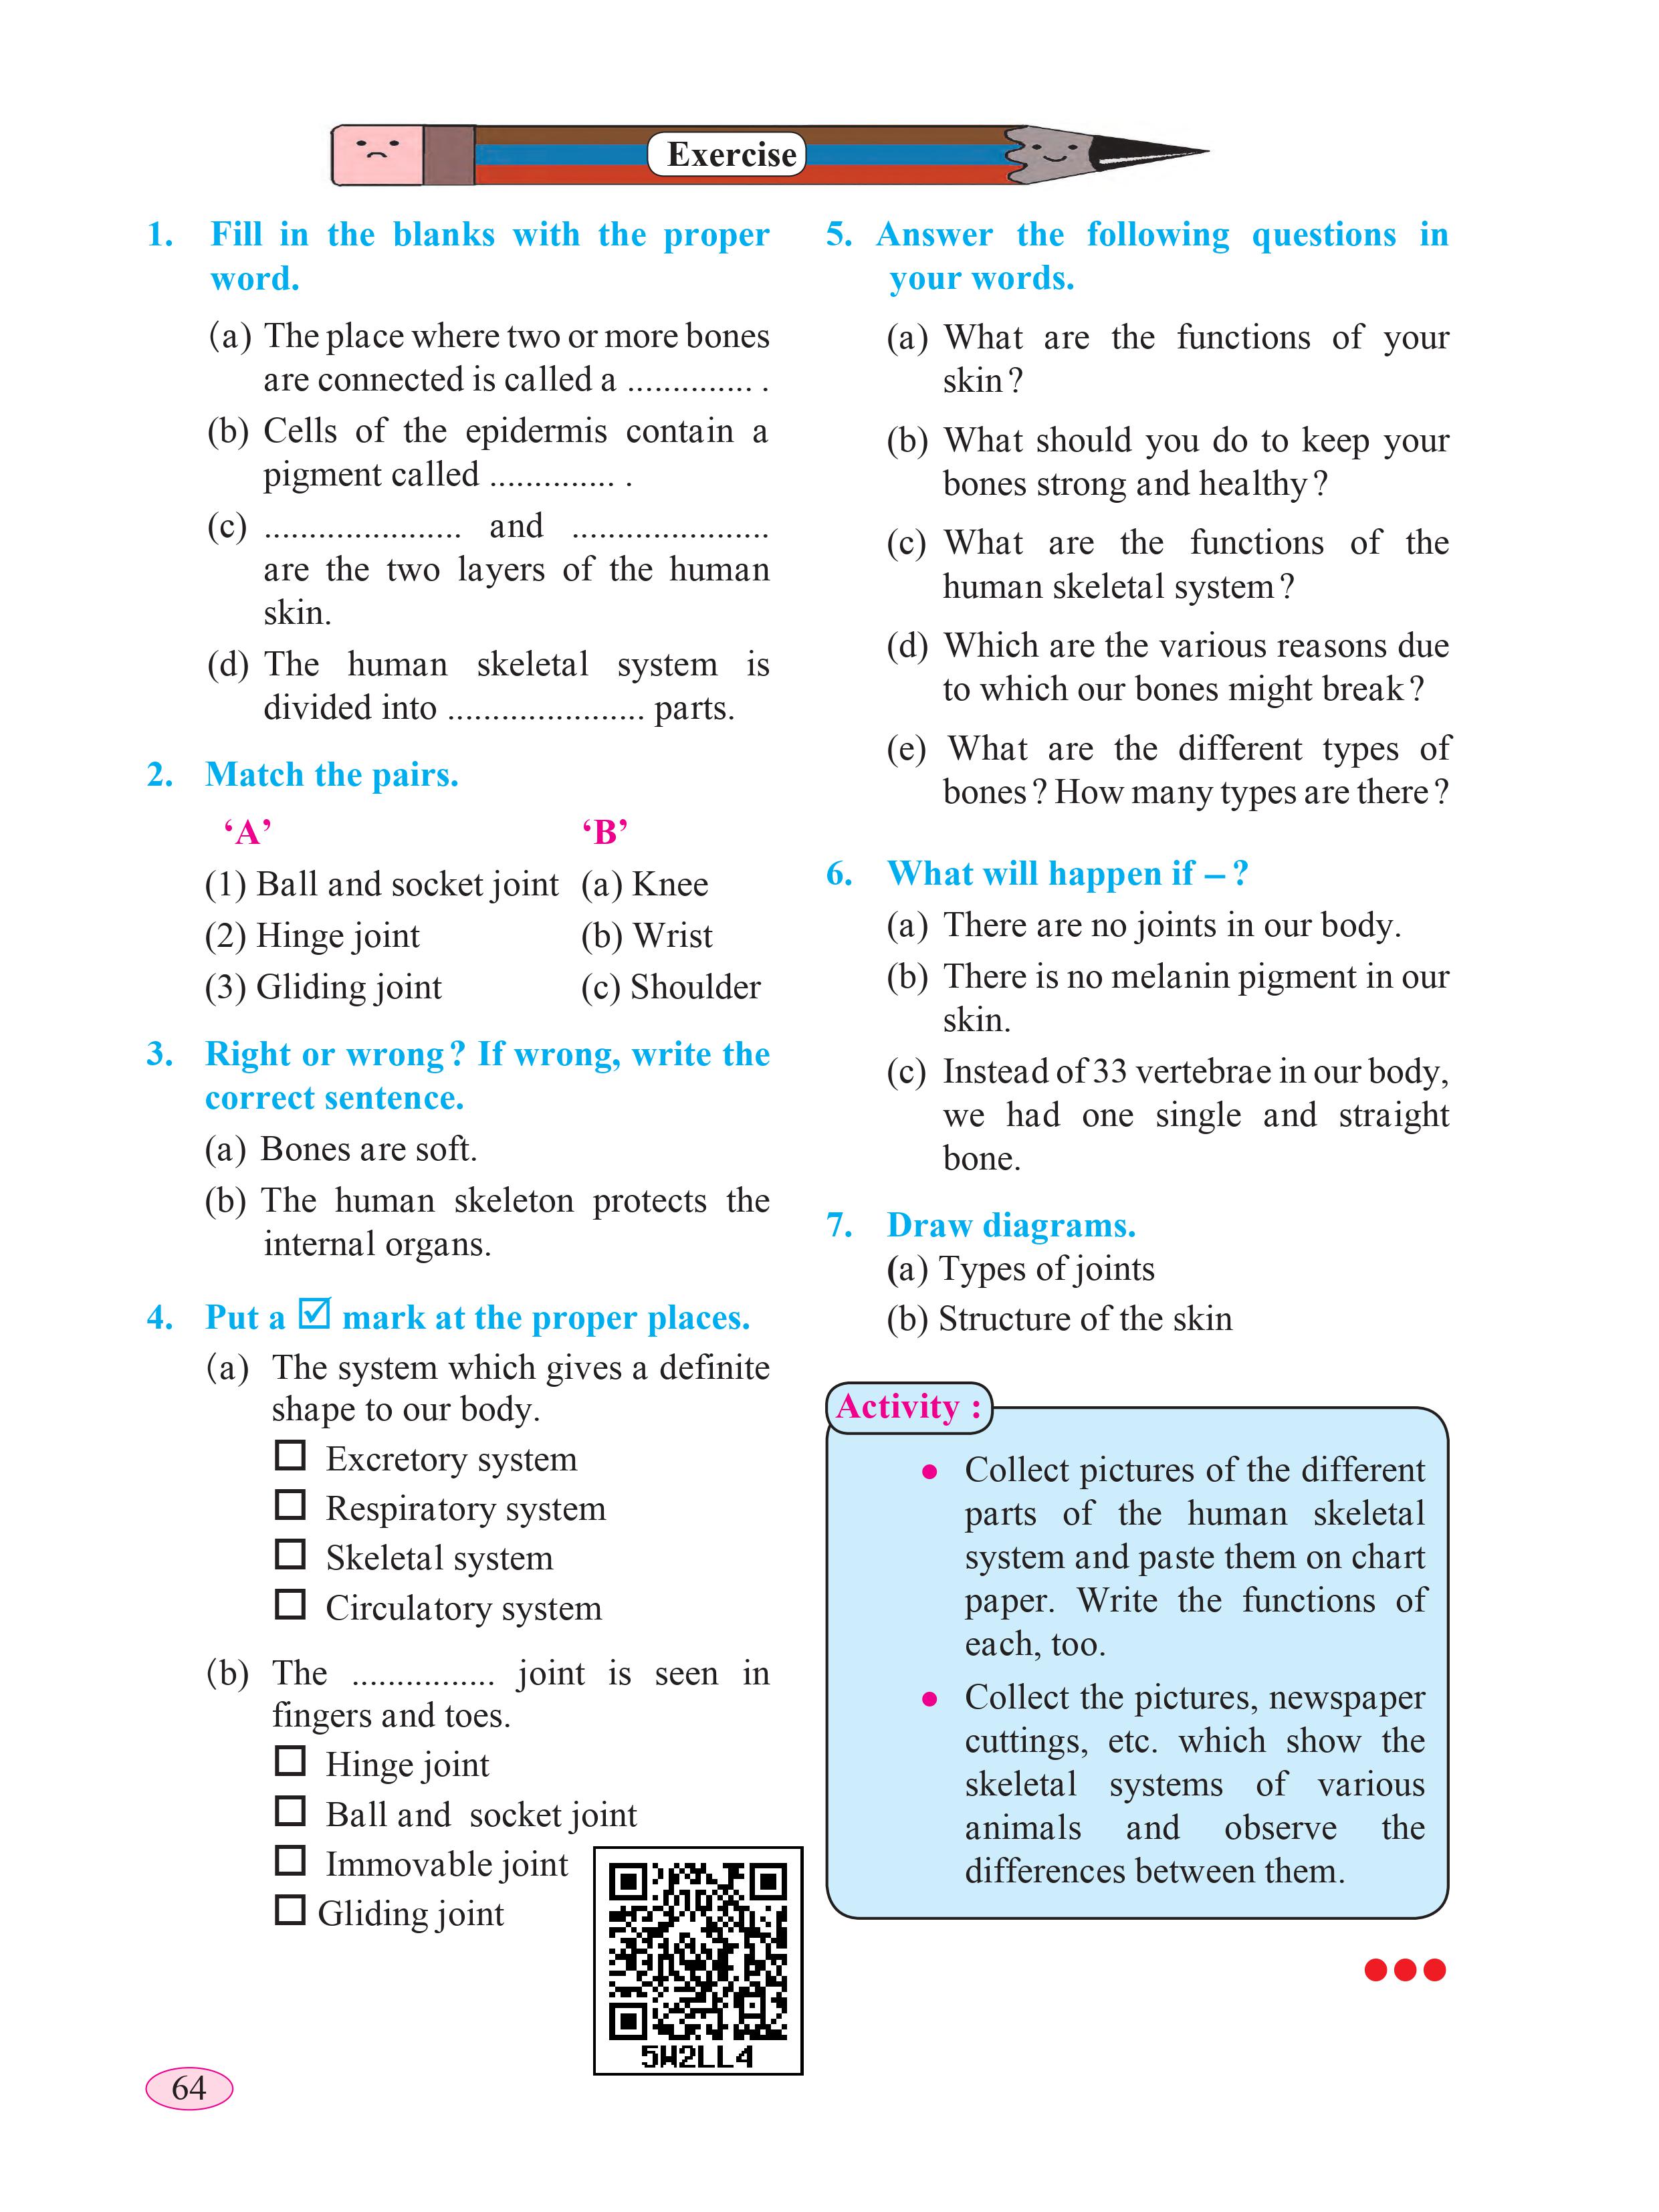 Exercise
1. Fill in the blanks with the proper
word.
(a) The place where two or more bones
are connected is called a .............. .
(b) Cells of the epidermis contain a
pigment called .............. .
(c) ...................... and ......................
are the two layers of the human
skin.
(d) The human skeletal system is
divided into ...................... parts.
2. Match the pairs.
‘A’ ‘B’
(1) Ball and socket joint (a) Knee
(2) Hinge joint (b) Wrist
(3) Gliding joint (c) Shoulder
3. Right or wrong? If wrong, write the
correct sentence.
(a) Bones are soft.
(b) The human skeleton protects the
internal organs.
4. Put a ☑ mark at the proper places.
(a) The system which gives a definite
shape to our body.
☐ Excretory system
☐ Respiratory system
☐ Skeletal system
☐ Circulatory system
(b) The ................ joint is seen in
fingers and toes.
☐ Hinge joint
☐ Ball and socket joint
☐ Immovable joint
☐ Gliding joint
5W2LL4
64
5. Answer the following questions in
your words.
(a) What are the functions of your
skin?
(b) What should you do to keep your
bones strong and healthy?
(c) What are the functions of the
human skeletal system?
(d) Which are the various reasons due
to which our bones might break?
(e) What are the different types of
bones? How many types are there?
6. What will happen if – ?
(a) There are no joints in our body.
(b) There is no melanin pigment in our
skin.
(c) Instead of 33 vertebrae in our body,
we had one single and straight
bone.
7. Draw diagrams.
(a) Types of joints
(b) Structure of the skin
Activity :
• Collect pictures of the different
parts of the human skeletal
system and paste them on chart
paper. Write the functions of
each, too.
• Collect the pictures, newspaper
cuttings, etc. which show the
skeletal systems of various
animals and observe the
differences between them.